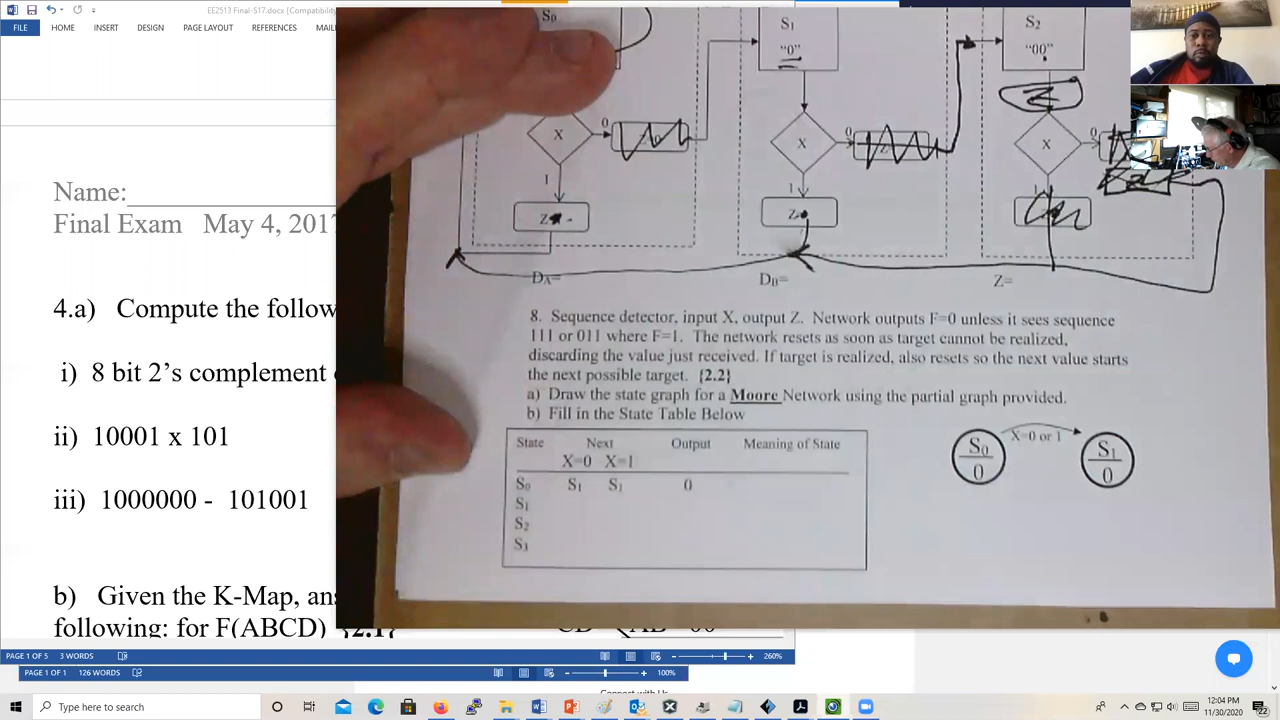 EE2513 Final-S17.docx [Compatibility
FILE HOME INSERT DESIGN PAGE LAYOUT REFERENCES
Name:
Final Exam May 4, 2017
4.a) Compute the follow
i) 8 bit 2's complement
ii) 10001 x 101
iii) 1000000 - 101001
b) Given the K-Map, ans
following: for F(ABCD) {2.1}
PAGE 1 OF 5 3 WORDS 260%
PAGE 1 OF 1 126 WORDS 100%
S0 S1 S2
"0" "00"
Z
X 0 X 0 X 0
1 1 1
Z Z
DA= DB= Z=
8. Sequence detector, input X, output Z. Network outputs F=0 unless it sees sequence
111 or 011 where F=1. The network resets as soon as target cannot be realized,
discarding the value just received. If target is realized, also resets so the next value starts
the next possible target. {2.2}
a) Draw the state graph for a Moore Network using the partial graph provided.
b) Fill in the State Table Below
State Next Output Meaning of State
X=0 X=1
S0 S1 S1 0
S1
S2
S3
S0 0 X=0 or 1 S1 0
Type here to search
12:04 PM
11/30/2020
22